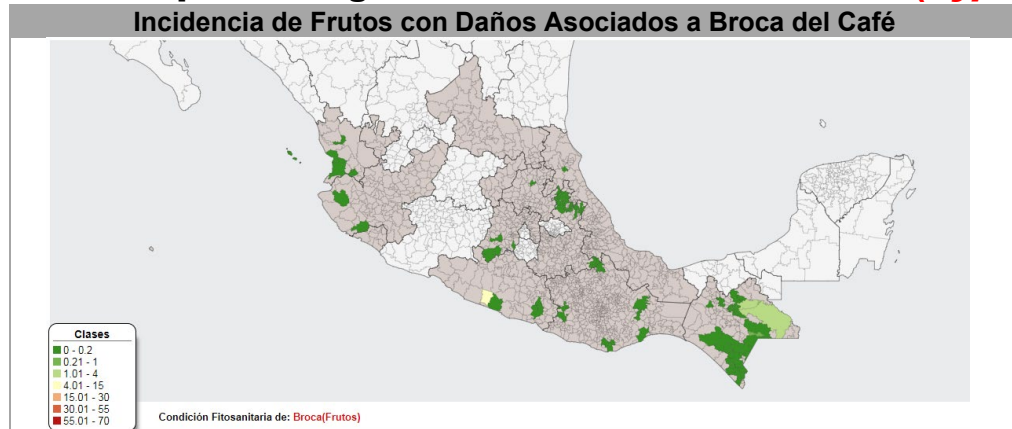 Incidencia de Frutos con Daños Asociados a Broca del Café
Clases
0 - 0.2
0.21 - 1
1.01 - 4
4.01 - 15
15.01 - 30
30.01 - 55
55.01 - 70
Condición Fitosanitaria de: Broca(Frutos)